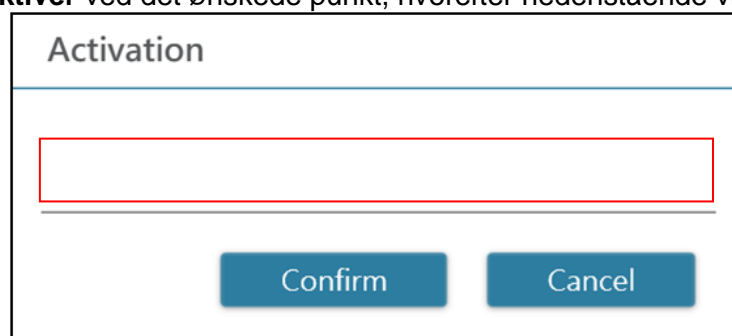 ved det ønskede punkt, hvorefter nedenstående
Activation
Confirm
Cancel